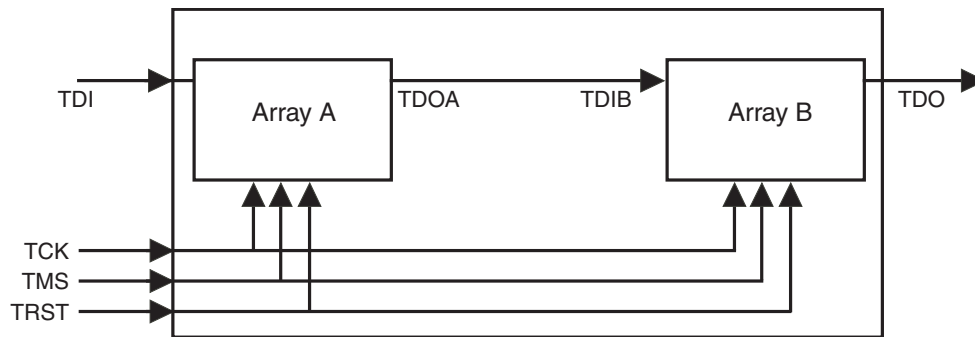 Array A
Array B
TDI
TDOA
TDIB
TDO
TCK
TMS
TRST